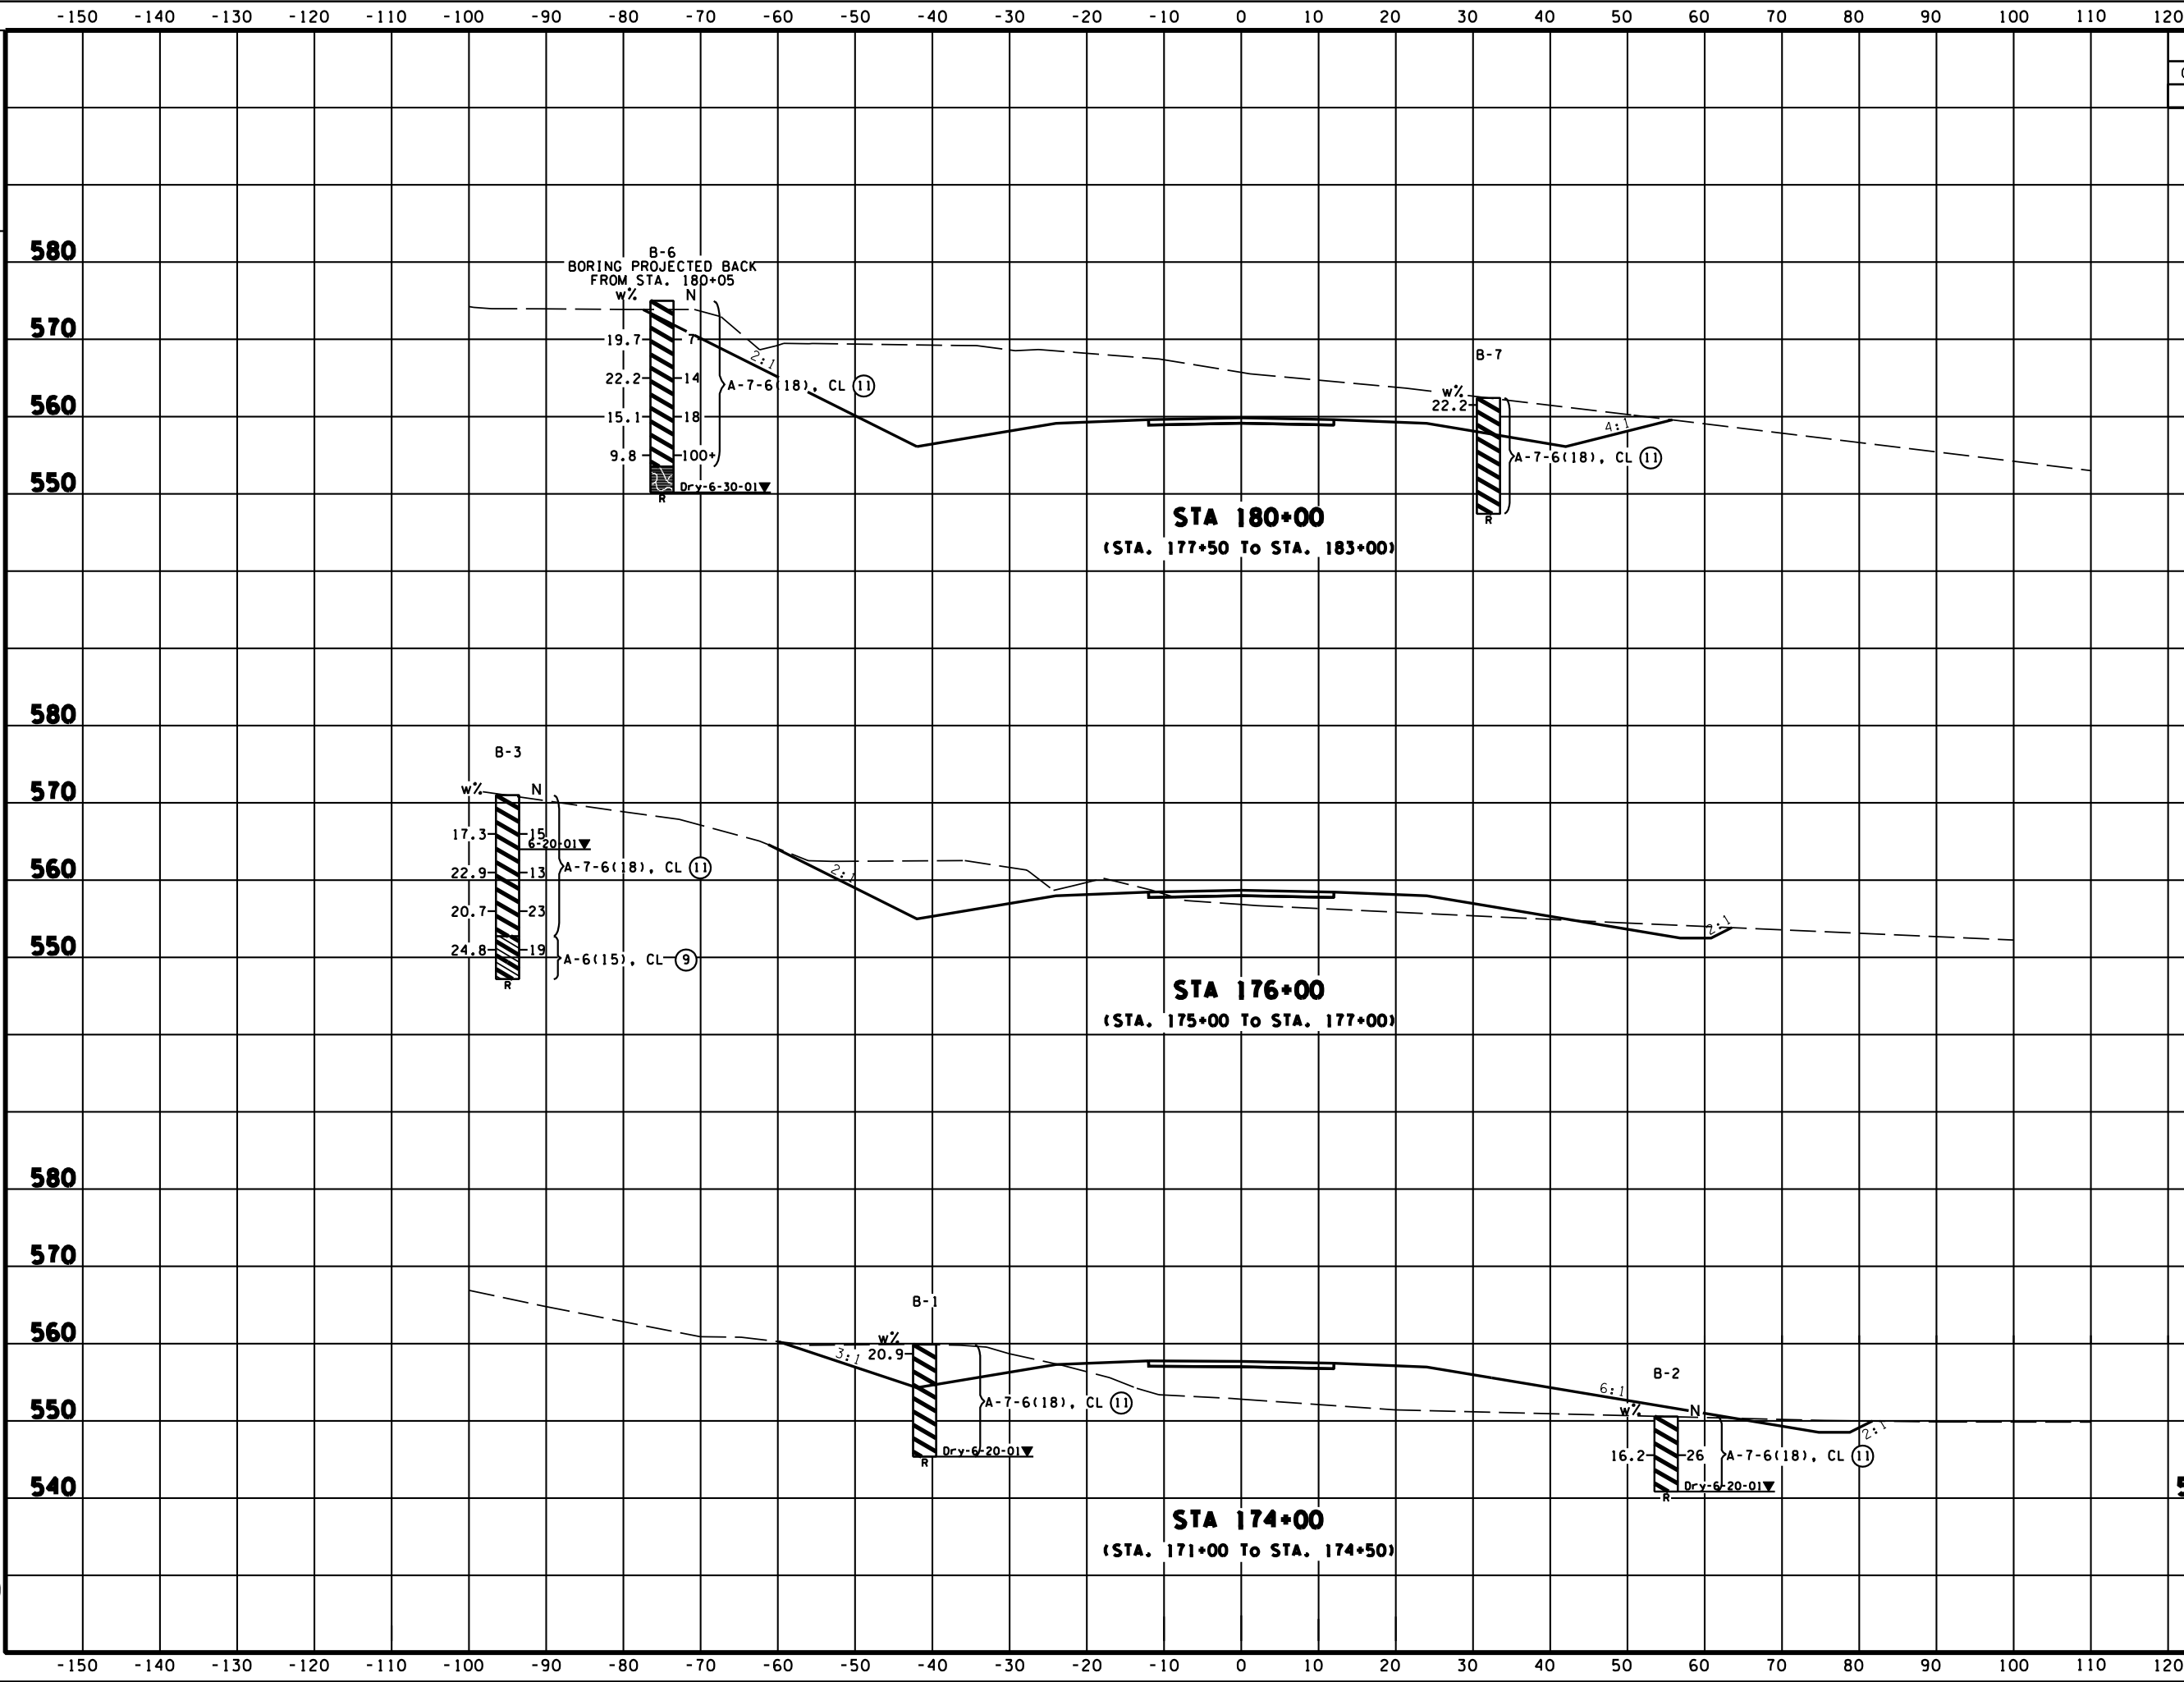 -150 -140 -130 -120 -110 -100 -90 -80 -70 -60 -50 -40 -30 -20 -10 0 10 20 30 40 50 60 70 80 90 100 110 120
580
B-6
BORING PROJECTED BACK
FROM STA. 180+05
w% N
570
19.7 7
2:1
B-7
22.2 14
A-7-6(18), CL 11
w%
22.2
560
15.1 18
4:1
9.8 100+
A-7-6(18), CL 11
550
Dry-6-30-01
R
R
STA 180+00
(STA. 177+50 To STA. 183+00)
580
B-3
570
w% N
17.3 15
6-20-01
560
A-7-6(18), CL 11
2:1
22.9 13
20.7 23
2:1
550
24.8 19
A-6(15), CL 9
R
STA 176+00
(STA. 175+00 To STA. 177+00)
580
570
B-1
560
w%
3:1 20.9
B-2
6:1
A-7-6(18), CL 11
550
w% N
2:1
Dry-6-20-01
R
16.2 26 A-7-6(18), CL 11
540
Dry-6-20-01
R
STA 174+00
(STA. 171+00 To STA. 174+50)
-150 -140 -130 -120 -110 -100 -90 -80 -70 -60 -50 -40 -30 -20 -10 0 10 20 30 40 50 60 70 80 90 100 110 120